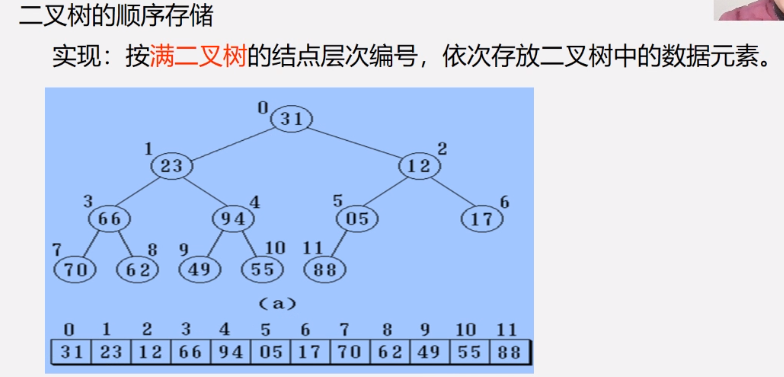 二叉树的顺序存储
实现：按满二叉树的结点层次编号，依次存放二叉树中的数据元素。
0 31
1 2
23 12
3 4 5 6
66 94 05 17
7 8 9 10 11
70 62 49 55 88
(a)
0 1 2 3 4 5 6 7 8 9 10 11
31 23 12 66 94 05 17 70 62 49 55 88